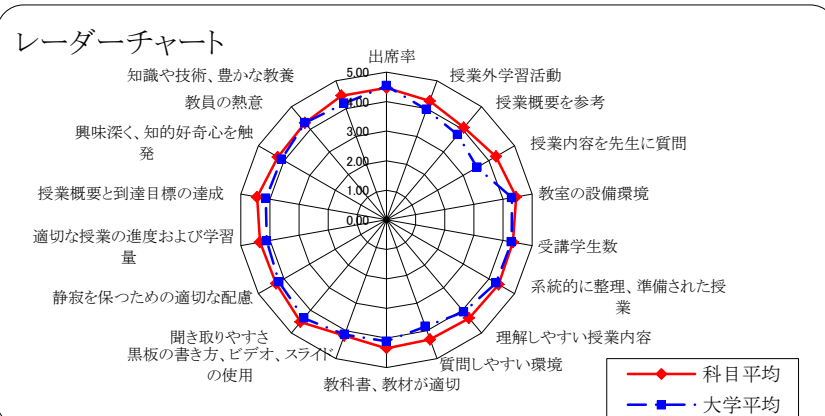 レーダーチャート
出席率
授業外学習活動
授業概要を参考
授業内容を先生に質問
教室の設備環境
受講学生数
系統的に整理、準備された授
業
理解しやすい授業内容
質問しやすい環境
教科書、教材が適切
黒板の書き方、ビデオ、スライド
の使用
聞き取りやすさ
静寂を保つための適切な配慮
適切な授業の進度および学習
量
授業概要と到達目標の達成
興味深く、知的好奇心を触
発
教員の熱意
知識や技術、豊かな教養
5.00
4.00
3.00
2.00
1.00
0.00
科目平均
大学平均